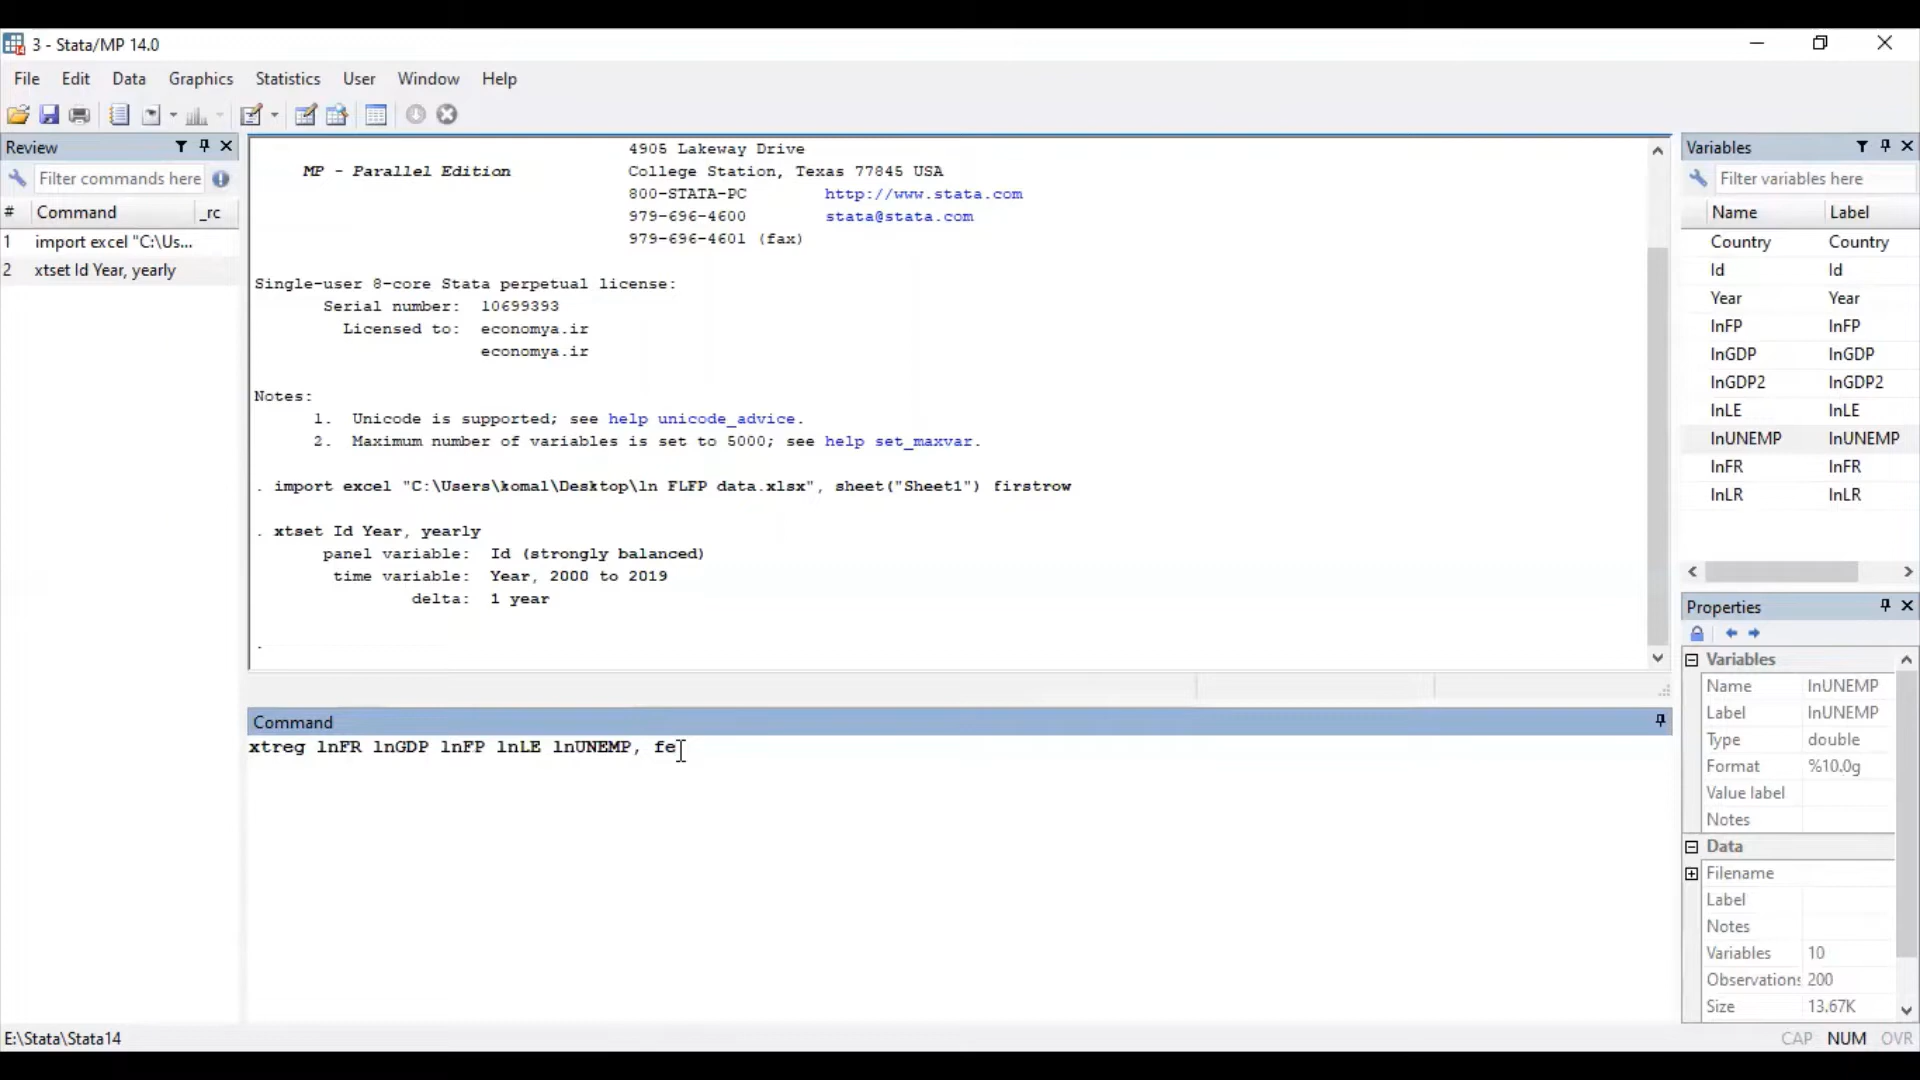 3 - Stata/MP 14.0
File Edit Data Graphics Statistics User Window Help
Review
Filter commands here
# Command _rc
1 import excel "C:\Us...
2 xtset Id Year, yearly
4905 Lakeway Drive
MP - Parallel Edition College Station, Texas 77845 USA
800-STATA-PC http://www.stata.com
979-696-4600 stata@stata.com
979-696-4601 (fax)
Single-user 8-core Stata perpetual license:
Serial number: 10699393
Licensed to: economya.ir
economya.ir
Notes:
1. Unicode is supported; see help unicode_advice.
2. Maximum number of variables is set to 5000; see help set_maxvar.
. import excel "C:\Users\komal\Desktop\ln FLFP data.xlsx", sheet("Sheet1") firstrow
. xtset Id Year, yearly
panel variable: Id (strongly balanced)
time variable: Year, 2000 to 2019
delta: 1 year
.
Command
xtreg lnFR lnGDP lnFP lnLE lnUNEMP, fe
Variables
Filter variables here
Name Label
Country Country
Id Id
Year Year
lnFP lnFP
lnGDP lnGDP
lnGDP2 lnGDP2
lnLE lnLE
lnUNEMP lnUNEMP
lnFR lnFR
lnLR lnLR
Properties
Variables
Name lnUNEMP
Label lnUNEMP
Type double
Format %10.0g
Value label
Notes
Data
Filename
Label
Notes
Variables 10
Observations 200
Size 13.67K
E:\Stata\Stata14
CAP NUM OVR